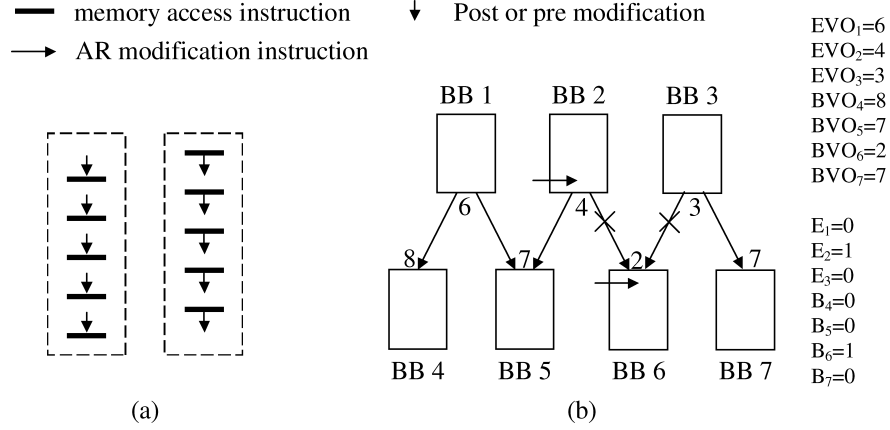 memory access instruction
Post or pre modification
AR modification instruction
EVO₁=6
EVO₂=4
EVO₃=3
BVO₄=8
BVO₅=7
BVO₆=2
BVO₇=7
BB 1 BB 2 BB 3
6 4 3
8 7 2 7
BB 4 BB 5 BB 6 BB 7
E₁=0
E₂=1
E₃=0
B₄=0
B₅=0
B₆=1
B₇=0
(a) (b)